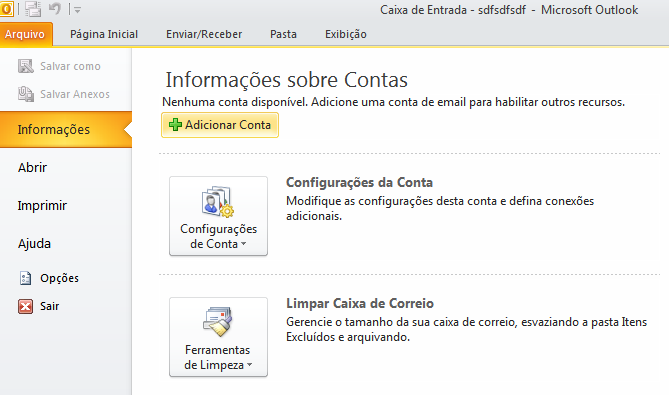 Caixa de Entrada - sdfsdfsdf - Microsoft Outlook
Arquivo Página Inicial Enviar/Receber Pasta Exibição
Salvar como
Salvar Anexos
Informações
Abrir
Imprimir
Ajuda
Opções
Sair
Informações sobre Contas
Nenhuma conta disponível. Adicione uma conta de email para habilitar outros recursos.
Adicionar Conta
Configurações
de Conta
Configurações da Conta
Modifique as configurações desta conta e defina conexões
adicionais.
Ferramentas
de Limpeza
Limpar Caixa de Correio
Gerencie o tamanho da sua caixa de correio, esvaziando a pasta Itens
Excluídos e arquivando.